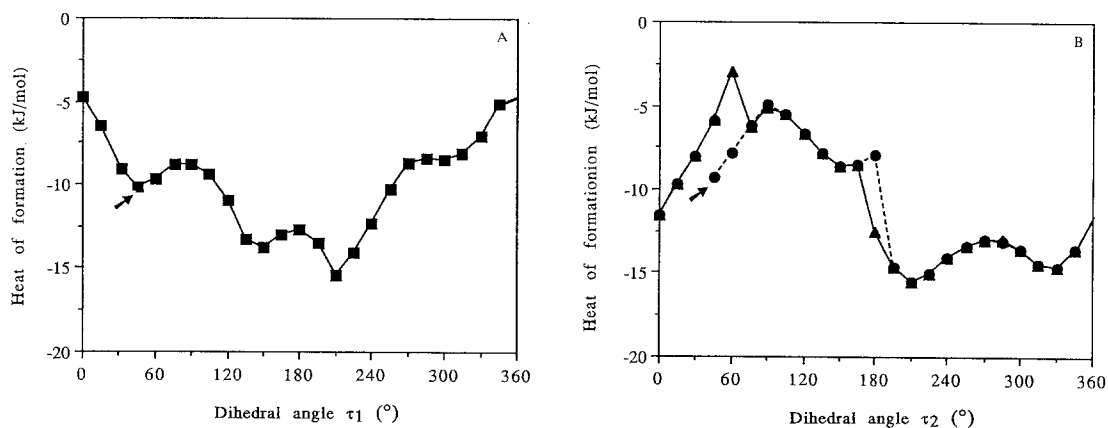 A
Heat of formation (kJ/mol)
0
-5
-10
-15
-20
0 60 120 180 240 300 360
Dihedral angle τ1 (°)
B
Heat of formationion (kJ/mol)
0
-5
-10
-15
-20
0 60 120 180 240 300 360
Dihedral angle τ2 (°)